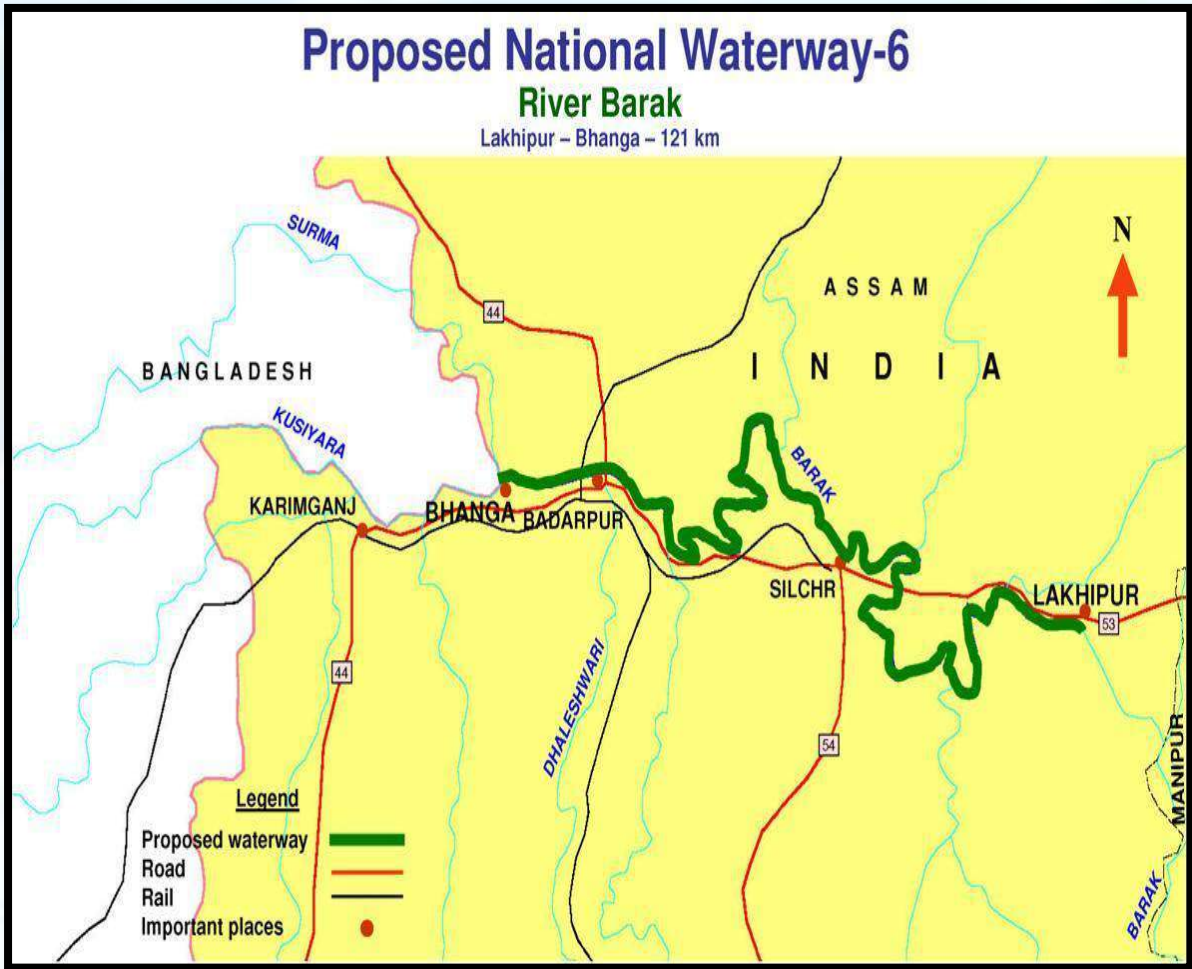 Proposed National Waterway-6
River Barak
Lakhipur – Bhanga – 121 km
N
SURMA
ASSAM
44
BANGLADESH
INDIA
KUSIYARA
BARAK
KARIMGANJ
BHANGA
BADARPUR
SILCHR
LAKHIPUR
53
44
DHALESHWARI
54
MANIPUR
Legend
Proposed waterway
Road
Rail
Important places
BARAK